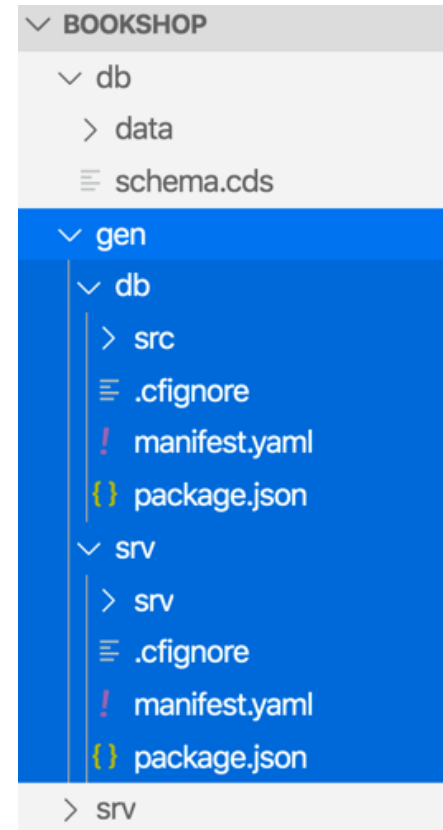 BOOKSHOP
db
data
schema.cds
gen
db
src
.cfignore
! manifest.yaml
{} package.json
srv
srv
.cfignore
! manifest.yaml
{} package.json
srv